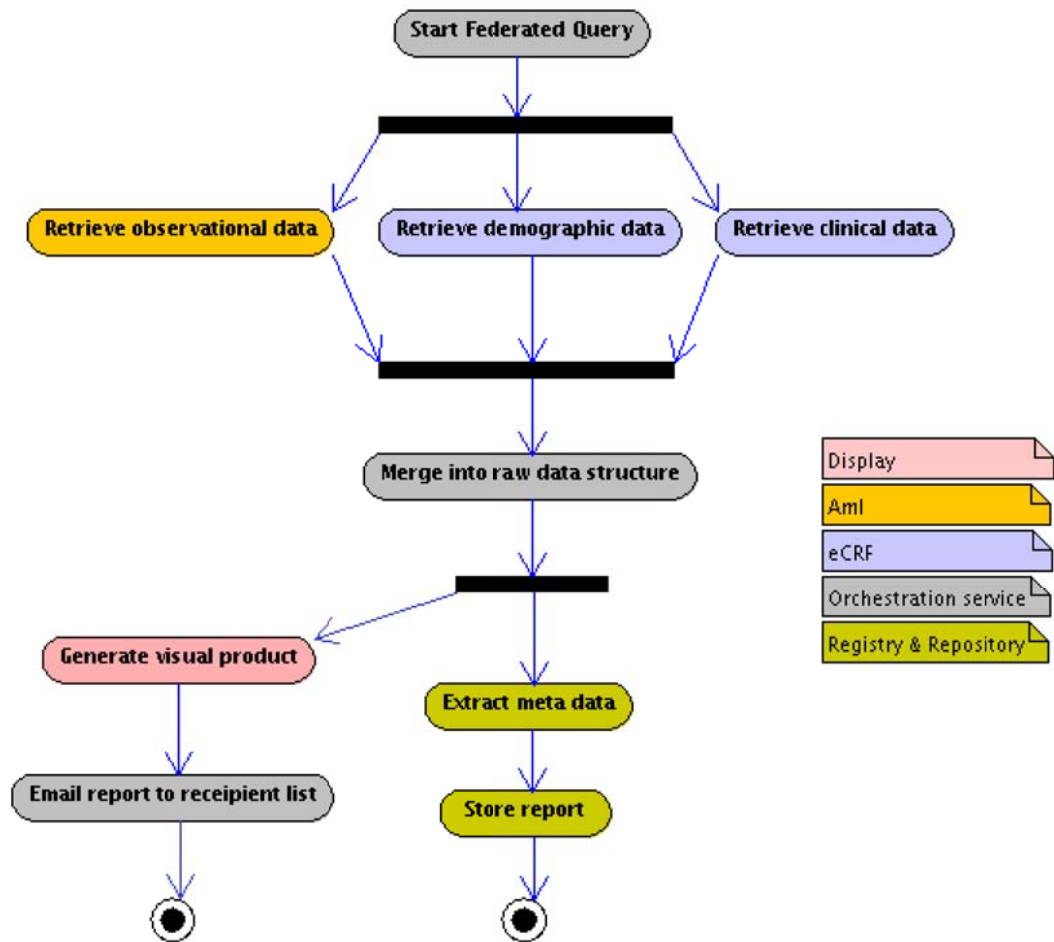 Start Federated Query
Retrieve observational data
Retrieve demographic data
Retrieve clinical data
Merge into raw data structure
Display
AmI
eCRF
Orchestration service
Registry & Repository
Generate visual product
Extract meta data
Email report to receipient list
Store report